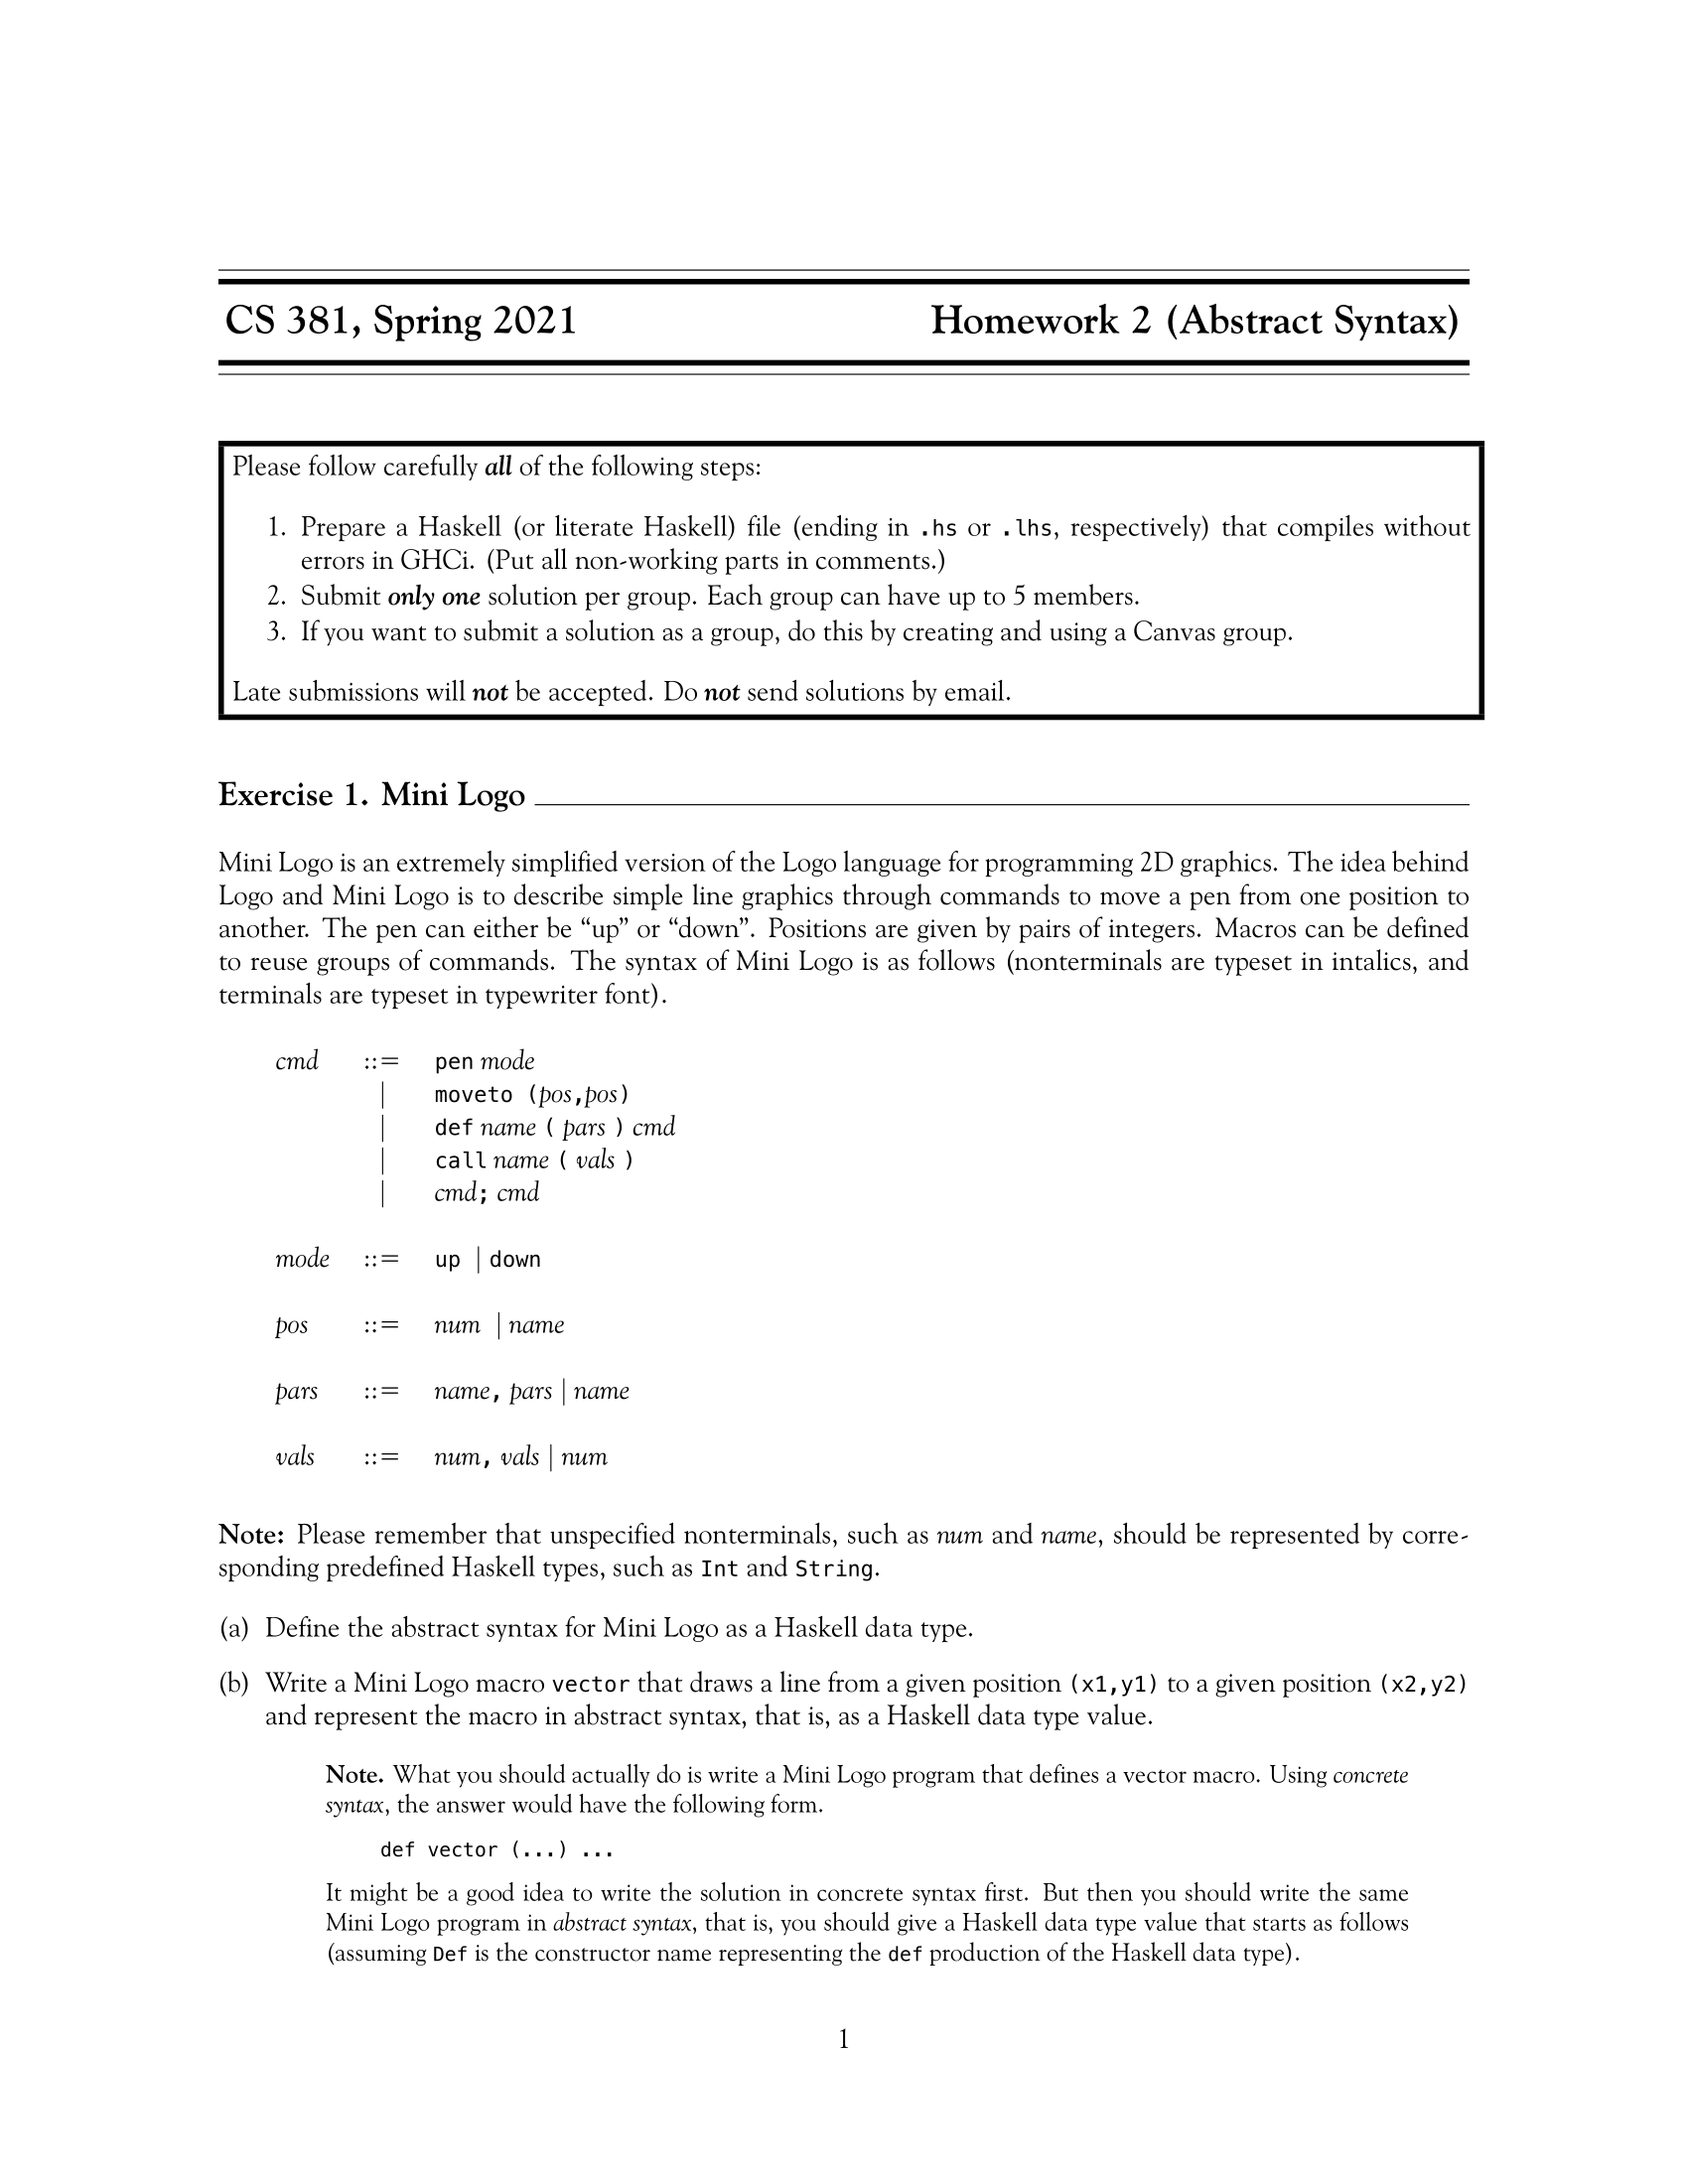 CS 381, Spring 2021 Homework 2 (Abstract Syntax)
Please follow carefully all of the following steps:
1. Prepare a Haskell (or literate Haskell) file (ending in .hs or .lhs, respectively) that compiles without
errors in GHCi. (Put all non-working parts in comments.)
2. Submit only one solution per group. Each group can have up to 5 members.
3. If you want to submit a solution as a group, do this by creating and using a Canvas group.
Late submissions will not be accepted. Do not send solutions by email.
Exercise 1. Mini Logo
Mini Logo is an extremely simplified version of the Logo language for programming 2D graphics. The idea behind
Logo and Mini Logo is to describe simple line graphics through commands to move a pen from one position to
another. The pen can either be “up” or “down”. Positions are given by pairs of integers. Macros can be defined
to reuse groups of commands. The syntax of Mini Logo is as follows (nonterminals are typeset in intalics, and
terminals are typeset in typewriter font).
cmd ::= pen mode
| moveto (pos,pos)
| def name ( pars ) cmd
| call name ( vals )
| cmd; cmd
mode ::= up | down
pos ::= num | name
pars ::= name, pars | name
vals ::= num, vals | num
Note: Please remember that unspecified nonterminals, such as num and name, should be represented by corre-
sponding predefined Haskell types, such as Int and String.
(a) Define the abstract syntax for Mini Logo as a Haskell data type.
(b) Write a Mini Logo macro vector that draws a line from a given position (x1,y1) to a given position (x2,y2)
and represent the macro in abstract syntax, that is, as a Haskell data type value.
Note. What you should actually do is write a Mini Logo program that defines a vector macro. Using concrete
syntax, the answer would have the following form.
def vector (...) ...
It might be a good idea to write the solution in concrete syntax first. But then you should write the same
Mini Logo program in abstract syntax, that is, you should give a Haskell data type value that starts as follows
(assuming Def is the constructor name representing the def production of the Haskell data type).
1